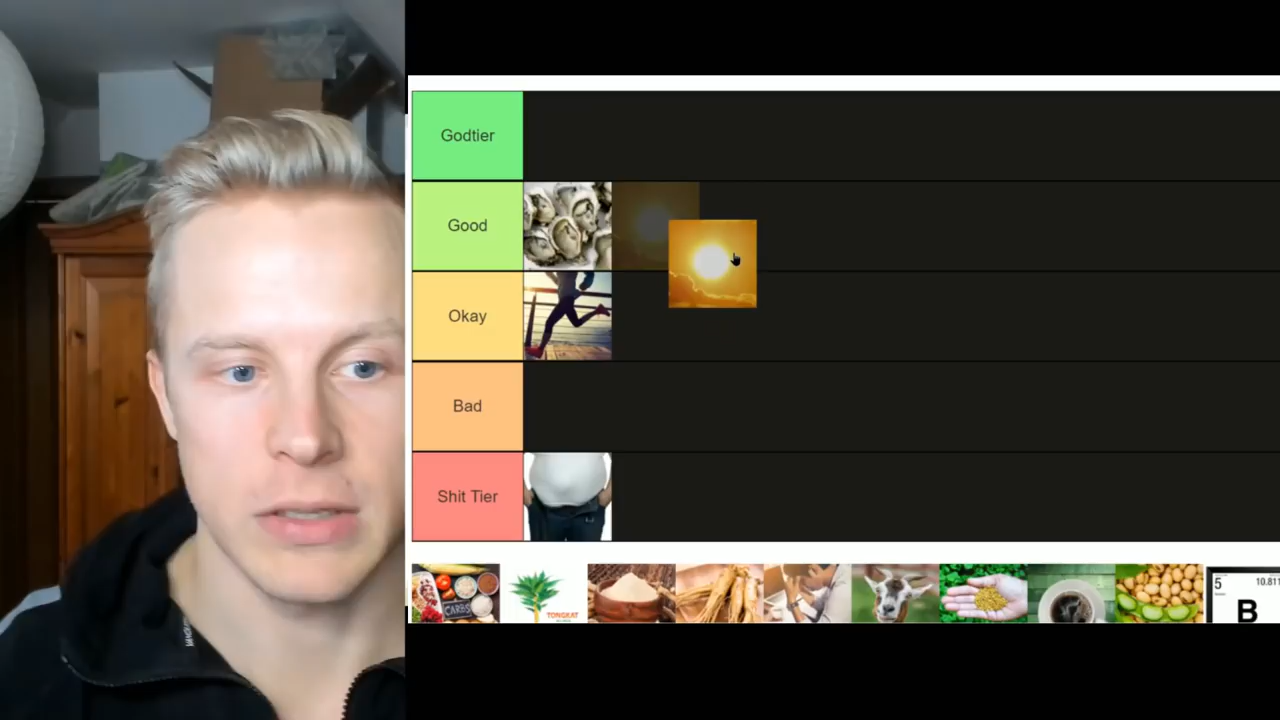 Godtier
Good
Okay
Bad
Shit Tier
CARBS
TONGKAT
5
10.811
B